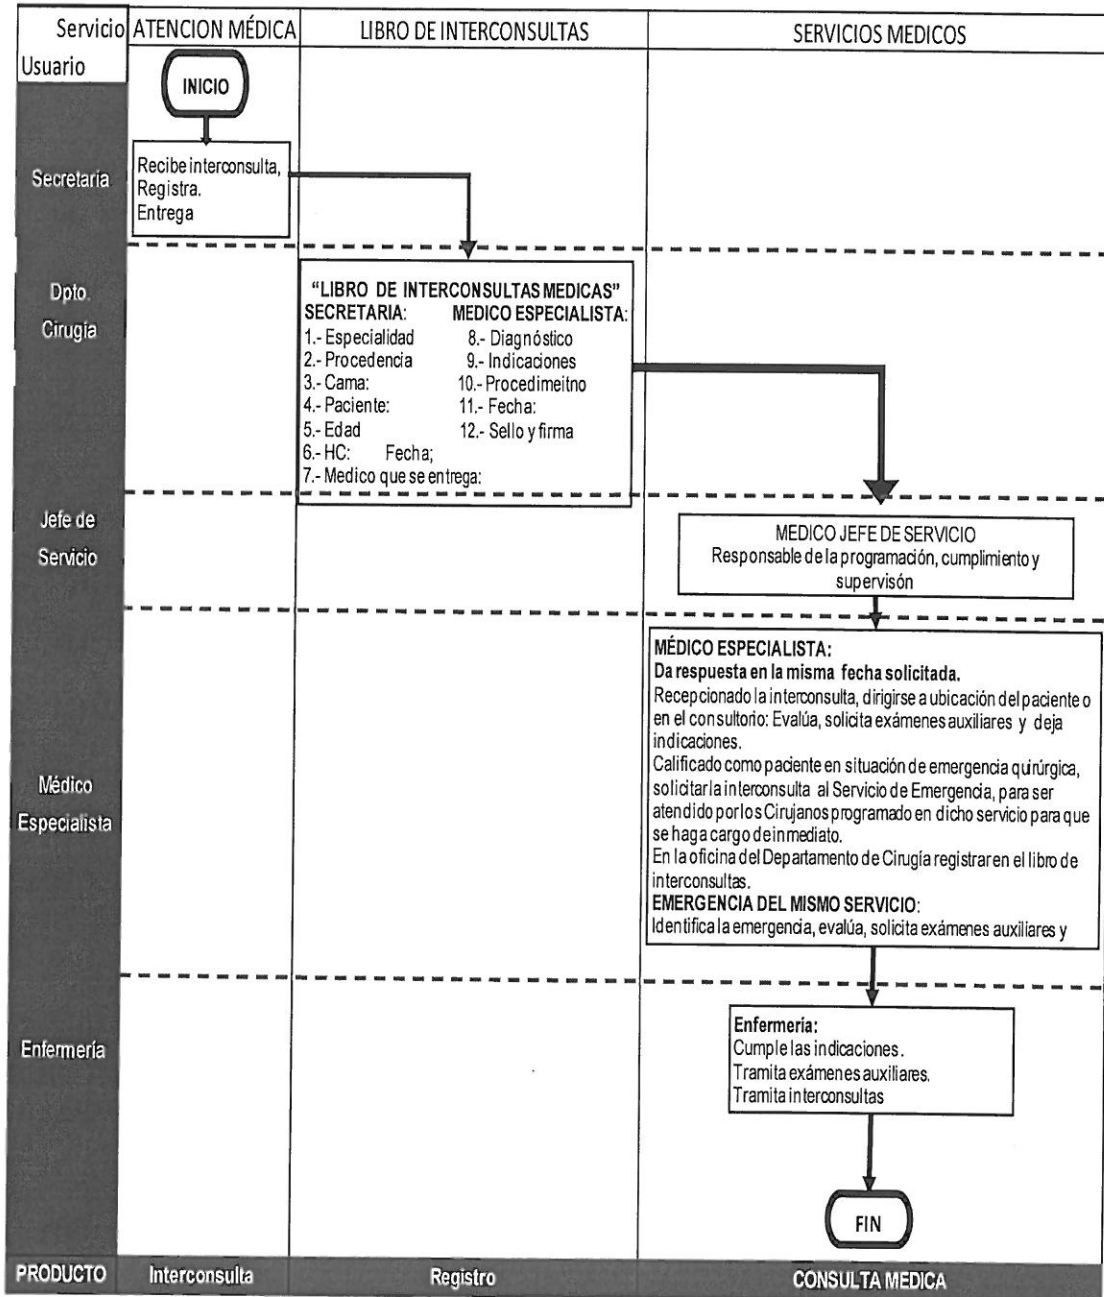 Servicio ATENCION MÉDICA LIBRO DE INTERCONSULTAS SERVICIOS MEDICOS
Usuario
INICIO
Secretaria
Recibe interconsulta,
Registra.
Entrega
Dpto.
Cirugía
"LIBRO DE INTERCONSULTAS MEDICAS"
SECRETARIA: MEDICO ESPECIALISTA:
1.- Especialidad 8.- Diagnóstico
2.- Procedencia 9.- Indicaciones
3.- Cama: 10.- Procedimeitno
4.- Paciente: 11.- Fecha:
5.- Edad 12.- Sello y firma
6.- HC: Fecha;
7.- Medico que se entrega:
Jefe de
Servicio
MEDICO JEFE DE SERVICIO
Responsable de la programación, cumplimiento y
supervisón
Médico
Especialista
MÉDICO ESPECIALISTA:
Da respuesta en la misma fecha solicitada.
Recepcionado la interconsulta, dirigirse a ubicación del paciente o
en el consultorio: Evalúa, solicita exámenes auxiliares y deja
indicaciones.
Calificado como paciente en situación de emergencia quirúrgica,
solicitar la interconsulta al Servicio de Emergencia, para ser
atendido por los Cirujanos programado en dicho servicio para que
se haga cargo de inmediato.
En la oficina del Departamento de Cirugía registrar en el libro de
interconsultas.
EMERGENCIA DEL MISMO SERVICIO:
Identifica la emergencia, evalúa, solicita exámenes auxiliares y
Enfermería
Enfermería:
Cumple las indicaciones.
Tramita exámenes auxiliares.
Tramita interconsultas
FIN
PRODUCTO Interconsulta Registro CONSULTA MEDICA